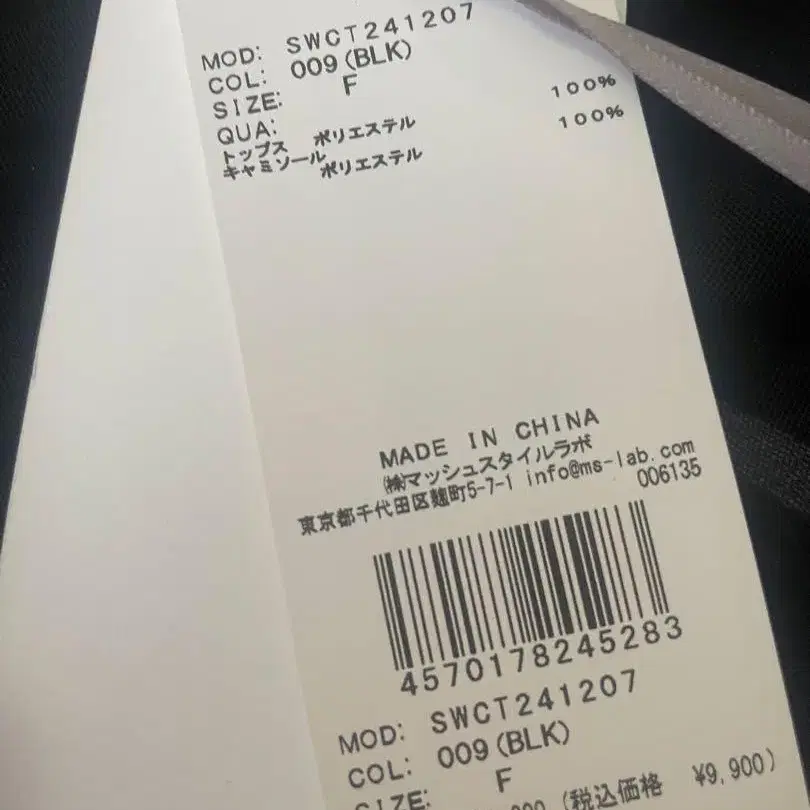 MOD: SWCT241207
COL: 009(BLK)
SIZE: F
QUA:
トップス ポリエステル 100%
キャミソール ポリエステル 100%
MADE IN CHINA
㈱マッシュスタイルラボ
東京都千代田区麹町5-7-1 info@ms-lab.com
006135
4570178245283
MOD: SWCT241207
COL: 009(BLK)
SIZE: F
(税込価格 ¥9,900)